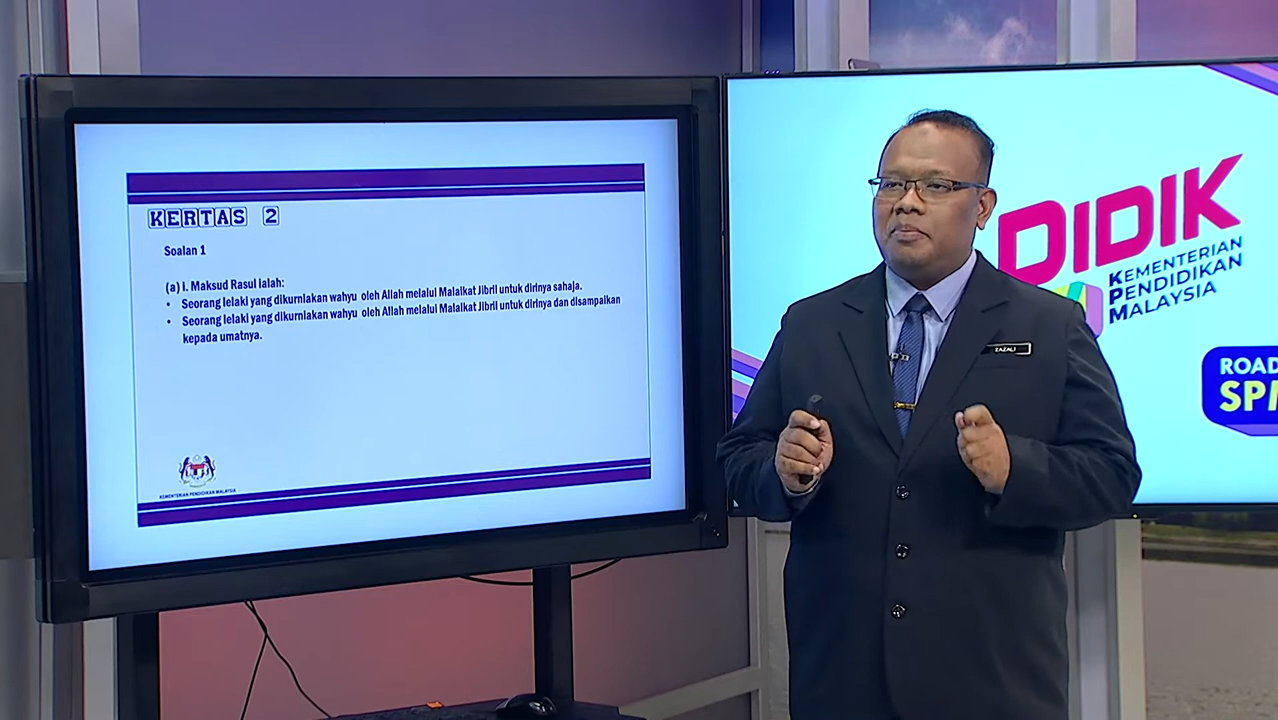 KERTAS 2
Soalan 1
(a) i. Maksud Rasul ialah:
• Seorang lelaki yang dikurniakan wahyu oleh Allah melalui Malaikat Jibril untuk dirinya sahaja.
• Seorang lelaki yang dikurniakan wahyu oleh Allah melalui Malaikat Jibril untuk dirinya dan disampaikan
kepada umatnya.
KEMENTERIAN PENDIDIKAN MALAYSIA
DIDIK
KEMENTERIAN
PENDIDIKAN
MALAYSIA
ZAZALI
ROAD
SPM